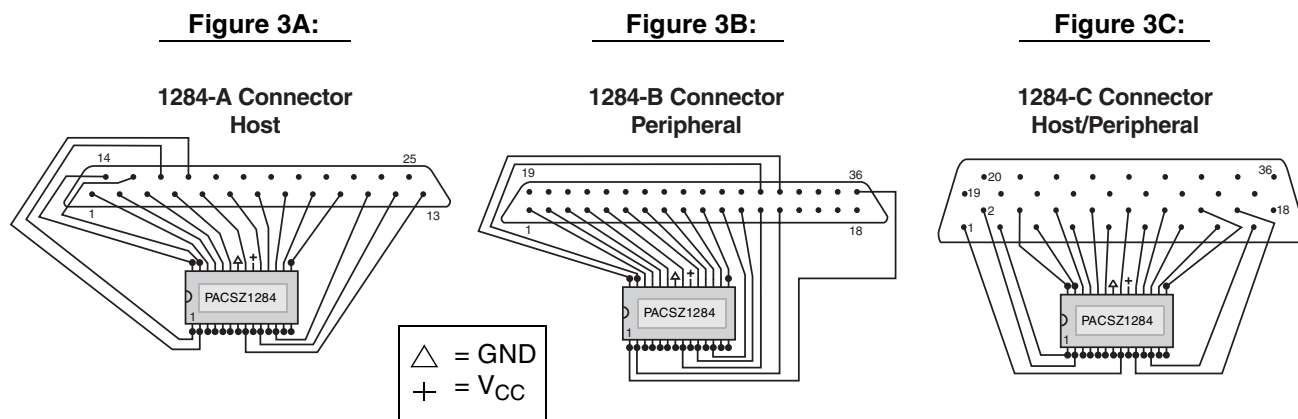 Figure 3A:
Figure 3B:
Figure 3C:
1284-A Connector
Host
1284-B Connector
Peripheral
1284-C Connector
Host/Peripheral
14
25
1
13
PACSZ1284
1
19
36
1
18
PACSZ1284
1
20
36
19
2
18
1
PACSZ1284
1
= GND
+ = VCC